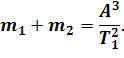 m₁ + m₂ = A³/T₁².